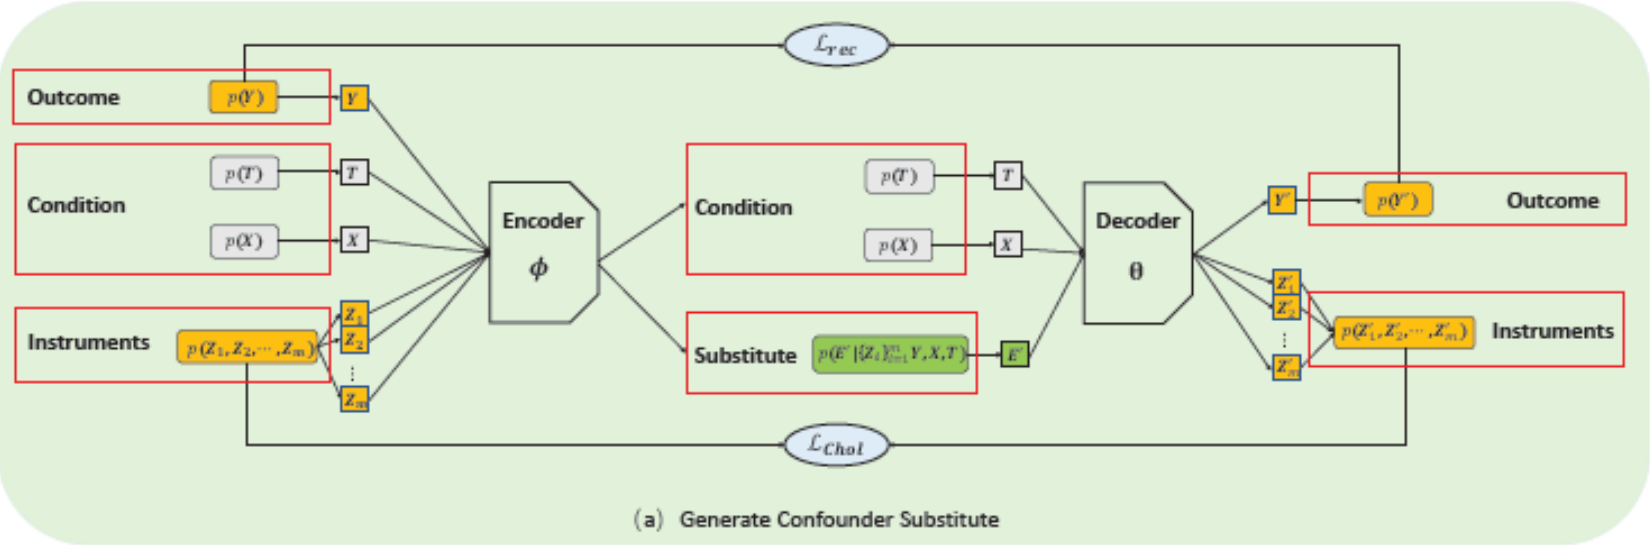 ℒrec
Outcome
p(Y)
Y
Condition
p(T)
T
p(X)
X
Instruments
p(Z1, Z2, ⋯, Zm)
Z1
Z2
⋮
Zm
Encoder
ϕ
Condition
p(T)
T
p(X)
X
Substitute
p(E′|{Zi}ᵐi=1 Y, X, T)
E′
Decoder
θ
Y′
p(Y′)
Outcome
Z′1
Z′2
⋮
Z′m
p(Z′1, Z′2, ⋯, Z′m)
Instruments
ℒChol
(a) Generate Confounder Substitute